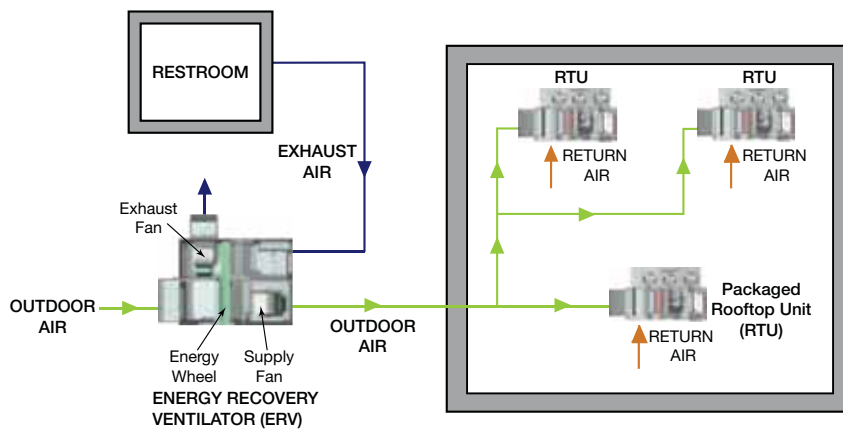 RESTROOM
EXHAUST
AIR
Exhaust
Fan
OUTDOOR
AIR
Energy
Wheel
Supply
Fan
ENERGY RECOVERY
VENTILATOR (ERV)
OUTDOOR
AIR
RTU
RETURN
AIR
RTU
RETURN
AIR
Packaged
Rooftop Unit
(RTU)
RETURN
AIR